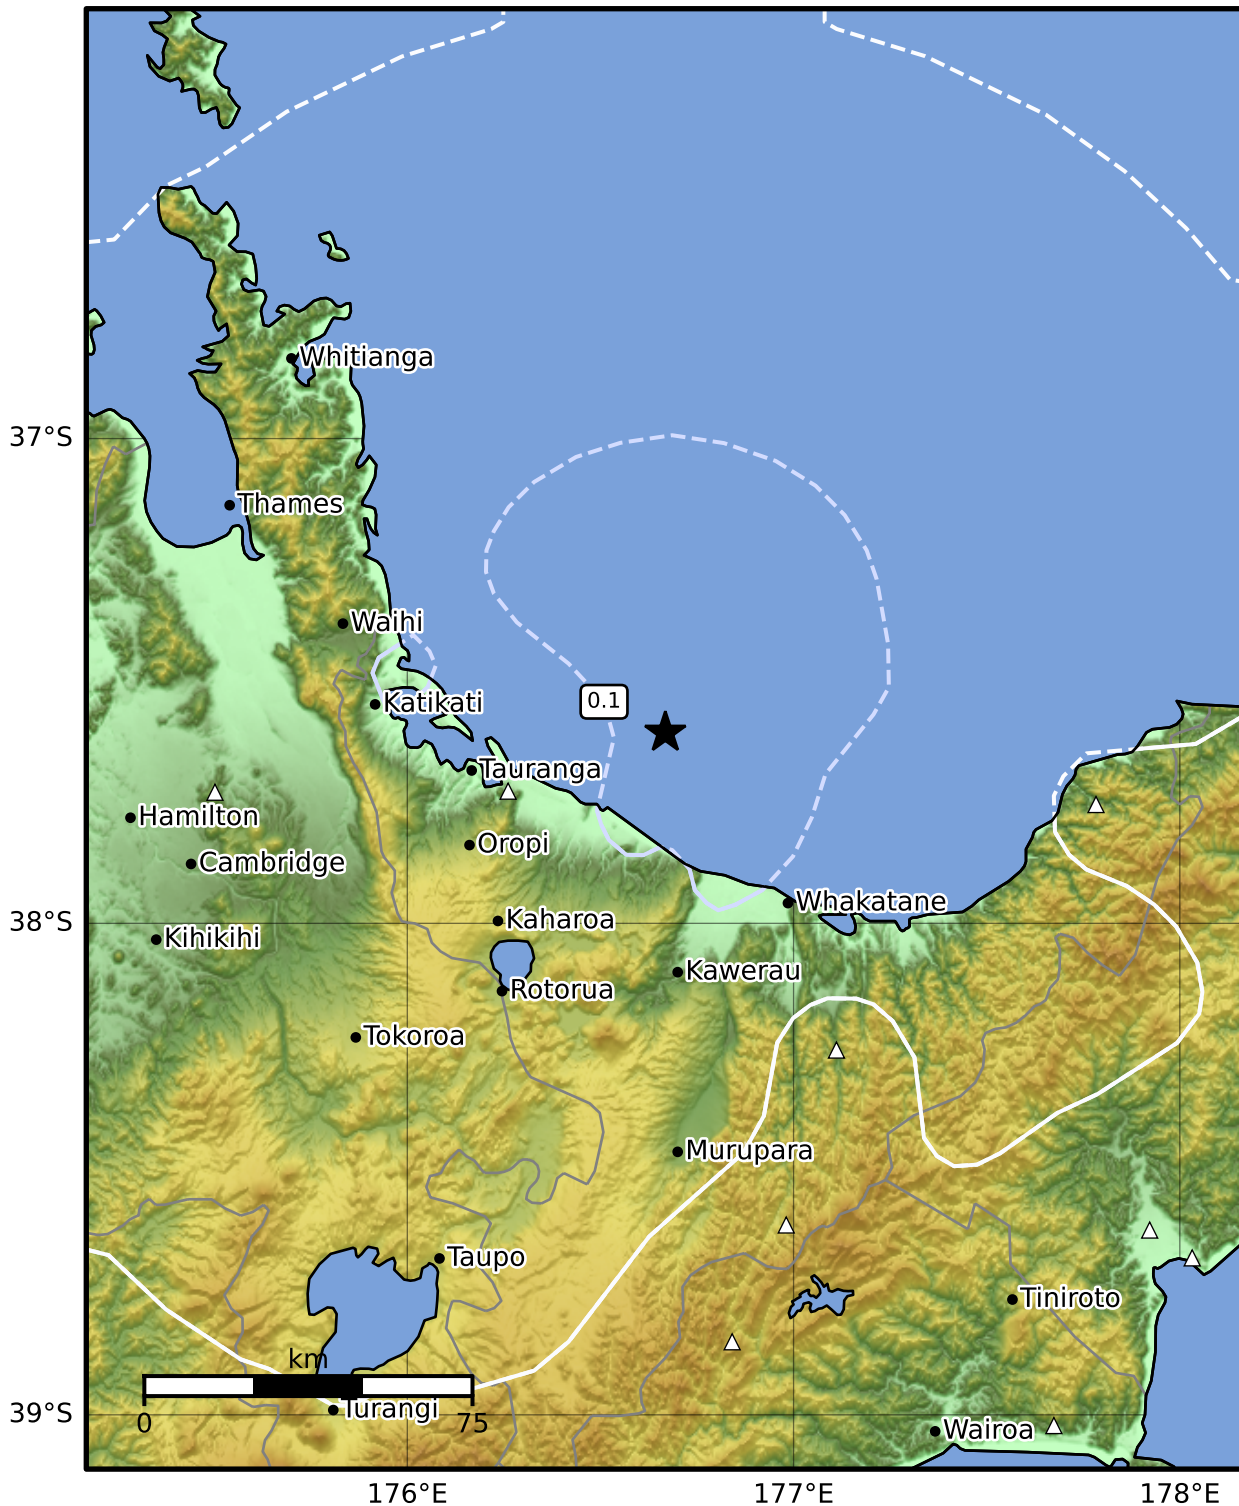 Whitianga
37°S
Thames
Waihi
0.1
Katikati
Tauranga
Hamilton
Oropi
Cambridge
Whakatane
38°S
Kaharoa
Kihikihi
Kawerau
Rotorua
Tokoroa
Murupara
Taupo
Tiniroto
km
Turangi
39°S
0
75
Wairoa
176°E
177°E
178°E